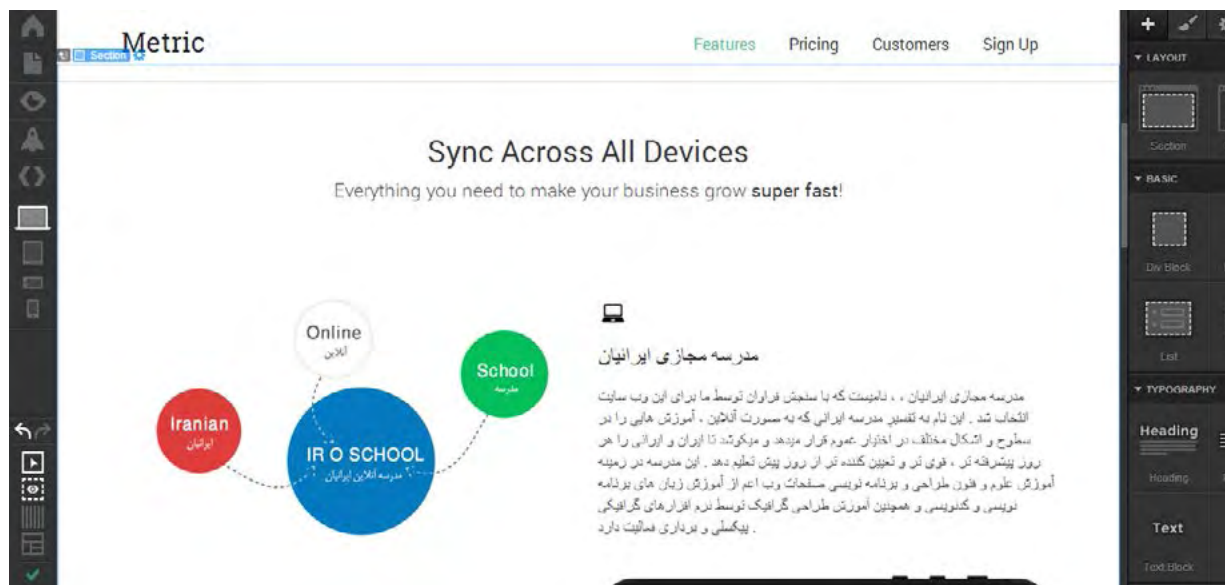 Metric
Features
Pricing
Customers
Sign Up
Section
Sync Across All Devices
Everything you need to make your business grow super fast!
Online
آنلاین
School
مدرسه
Iranian
ایرانیان
IR O SCHOOL
مدرسه آنلاین ایرانیان
مدرسه مجازی ایرانیان
مدرسه مجازی ایرانیان ، ، نامیست که با سنجش فراوان توسط ما برای این وب سایت
انتخاب شد . این نام به تفسیر مدرسه ایرانی که به صورت آنلاین ، آموزش هایی را در
سطوح و اشکال مختلف در اختیار عموم قرار میدهد و میکوشد تا ایران و ایرانی را هر
روز پیشرفته تر ، قوی تر و تعیین کننده تر از روز پیش تعلیم دهد . این مدرسه در زمینه
آموزش علوم و فنون طراحی و برنامه نویسی صفحات وب اعم از آموزش زبان های برنامه
نویسی و کدنویسی و همچنین آموزش طراحی گرافیک توسط نرم افزارهای گرافیکی
پیکسلی و برداری فعالیت دارد .
LAYOUT
Section
BASIC
Div Block
List
TYPOGRAPHY
Heading
Heading
Text
Text Block